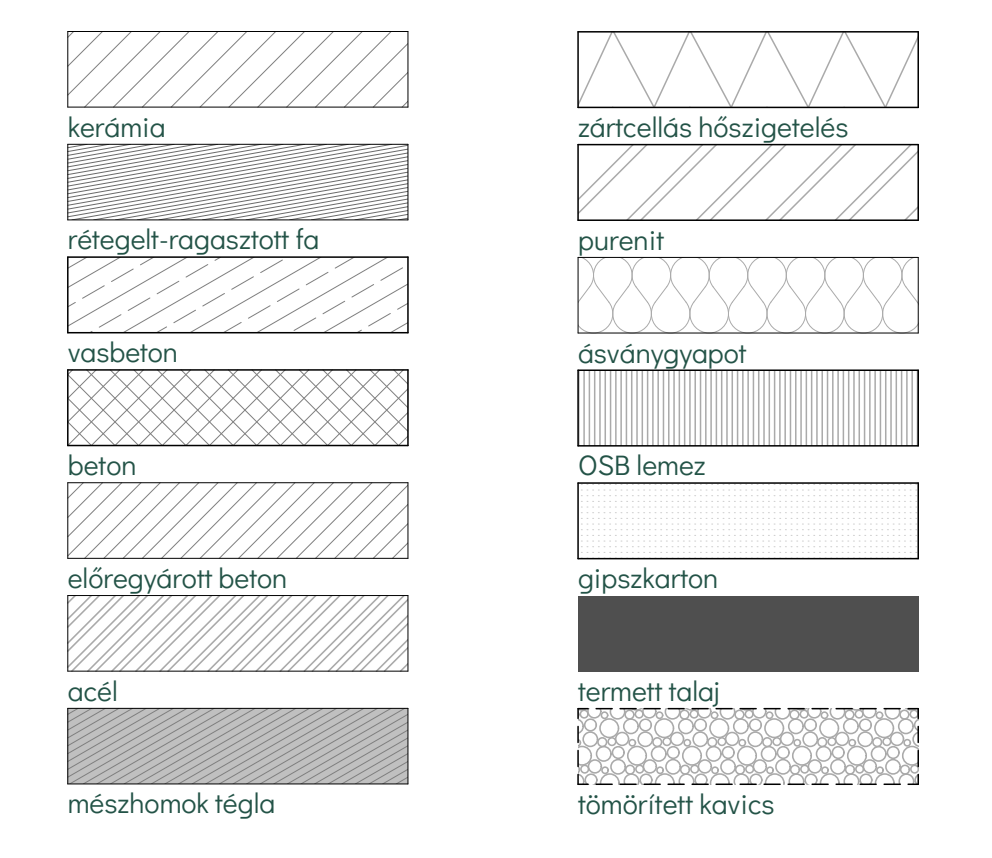 kerámia
rétegelt-ragasztott fa
vasbeton
beton
előregyárott beton
acél
mészhomok tégla
zártcellás hőszigetelés
purenit
ásványgyapot
OSB lemez
gipszkarton
termett talaj
tömörített kavics